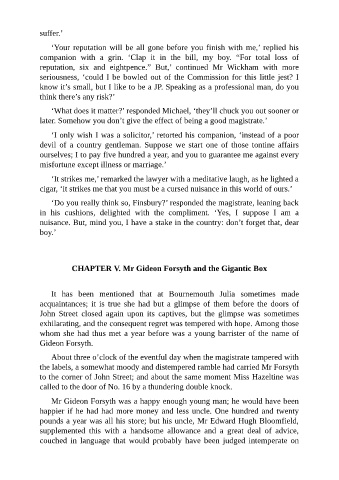 suffer.’
‘Your reputation will be all gone before you finish with me,’ replied his
companion with a grin. ‘Clap it in the bill, my boy. “For total loss of
reputation, six and eightpence.” But,’ continued Mr Wickham with more
seriousness, ‘could I be bowled out of the Commission for this little jest? I
know it’s small, but I like to be a JP. Speaking as a professional man, do you
think there’s any risk?’
‘What does it matter?’ responded Michael, ‘they’ll chuck you out sooner or
later. Somehow you don’t give the effect of being a good magistrate.’
‘I only wish I was a solicitor,’ retorted his companion, ‘instead of a poor
devil of a country gentleman. Suppose we start one of those tontine affairs
ourselves; I to pay five hundred a year, and you to guarantee me against every
misfortune except illness or marriage.’
‘It strikes me,’ remarked the lawyer with a meditative laugh, as he lighted a
cigar, ‘it strikes me that you must be a cursed nuisance in this world of ours.’
‘Do you really think so, Finsbury?’ responded the magistrate, leaning back
in his cushions, delighted with the compliment. ‘Yes, I suppose I am a
nuisance. But, mind you, I have a stake in the country: don’t forget that, dear
boy.’
CHAPTER V. Mr Gideon Forsyth and the Gigantic Box
It has been mentioned that at Bournemouth Julia sometimes made
acquaintances; it is true she had but a glimpse of them before the doors of
John Street closed again upon its captives, but the glimpse was sometimes
exhilarating, and the consequent regret was tempered with hope. Among those
whom she had thus met a year before was a young barrister of the name of
Gideon Forsyth.
About three o’clock of the eventful day when the magistrate tampered with
the labels, a somewhat moody and distempered ramble had carried Mr Forsyth
to the corner of John Street; and about the same moment Miss Hazeltine was
called to the door of No. 16 by a thundering double knock.
Mr Gideon Forsyth was a happy enough young man; he would have been
happier if he had had more money and less uncle. One hundred and twenty
pounds a year was all his store; but his uncle, Mr Edward Hugh Bloomfield,
supplemented this with a handsome allowance and a great deal of advice,
couched in language that would probably have been judged intemperate on